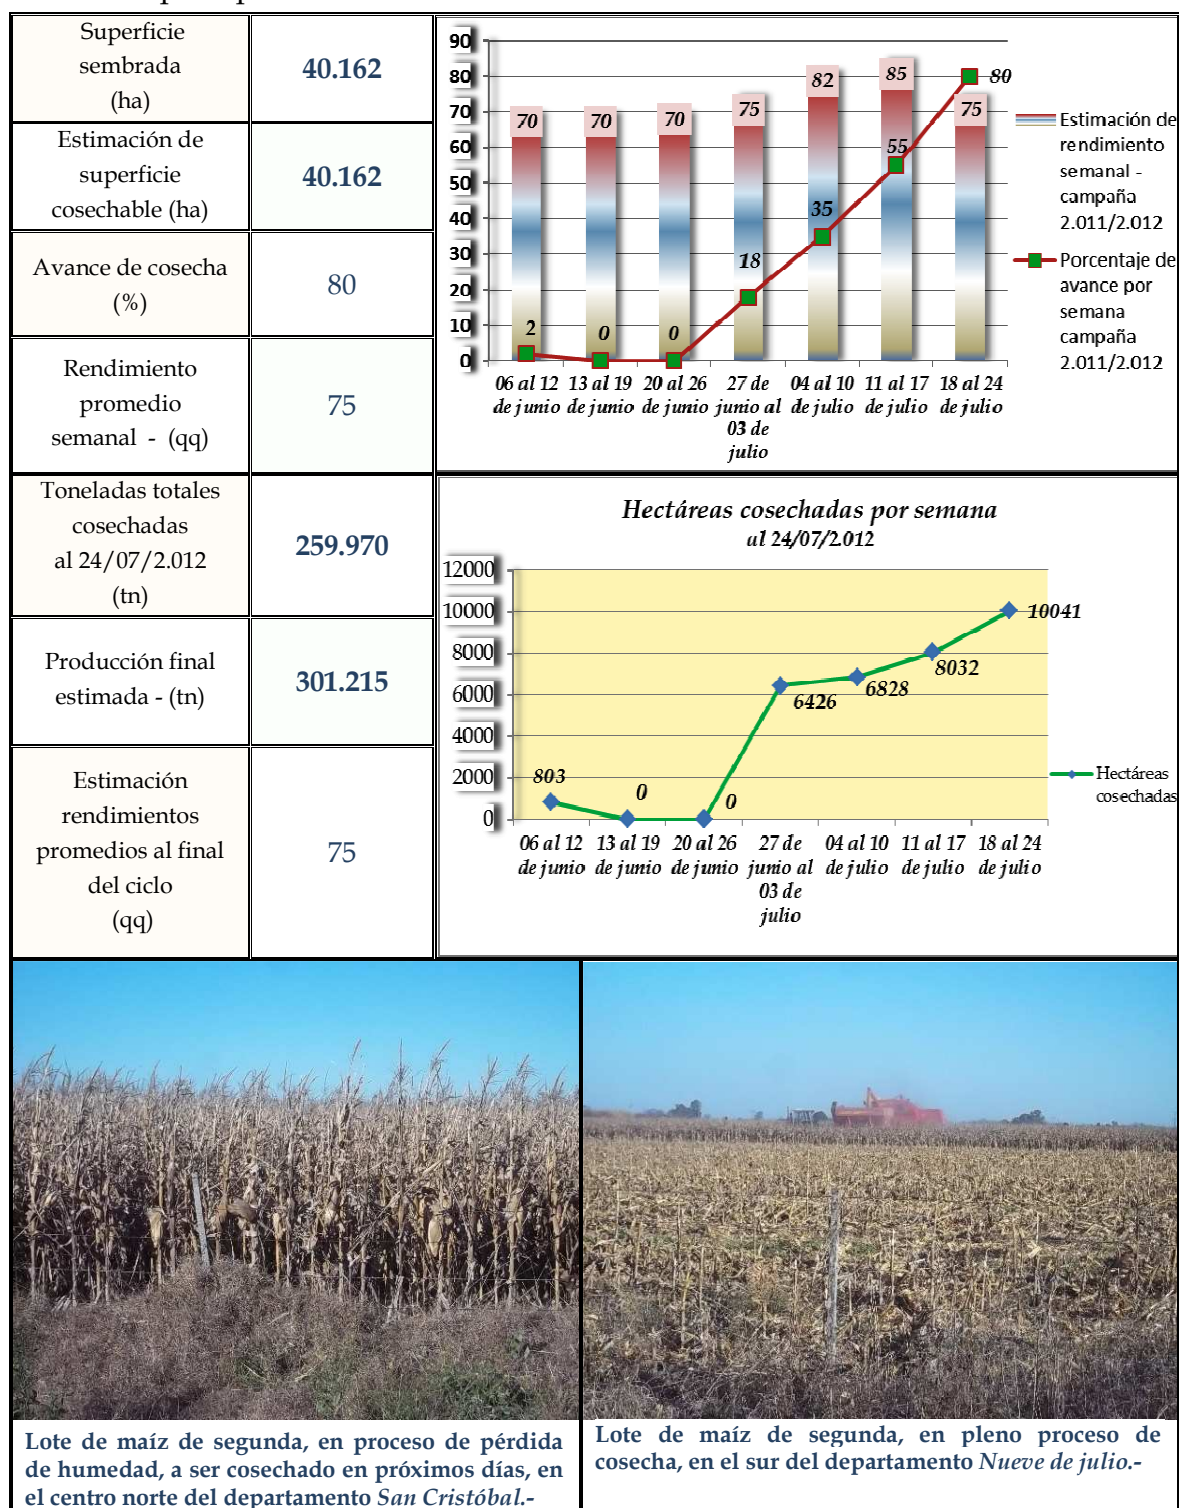 Superficie
sembrada
(ha)
40.162
Estimación de
superficie
cosechable (ha)
40.162
Avance de cosecha
(%)
80
Rendimiento
promedio
semanal - (qq)
75
90
80
70
60
50
40
30
20
10
0
70
70
70
75
82
85
75
2
0
0
18
35
55
80
06 al 12
de junio
13 al 19
de junio
20 al 26
de junio
27 de
junio al
03 de
julio
04 al 10
de julio
11 al 17
de julio
18 al 24
de julio
Estimación de
rendimiento
semanal -
campaña
2.011/2.012
Porcentaje de
avance por
semana
campaña
2.011/2.012
Toneladas totales
cosechadas
al 24/07/2.012
(tn)
259.970
Producción final
estimada - (tn)
301.215
Estimación
rendimientos
promedios al final
del ciclo
(qq)
75
Hectáreas cosechadas por semana
al 24/07/2.012
12000
10000
8000
6000
4000
2000
0
803
0
0
6426
6828
8032
10041
06 al 12
de junio
13 al 19
de junio
20 al 26
de junio
27 de
junio al
03 de
julio
04 al 10
de julio
11 al 17
de julio
18 al 24
de julio
Hectáreas
cosechadas
Lote de maíz de segunda, en proceso de pérdida
de humedad, a ser cosechado en próximos días, en
el centro norte del departamento San Cristóbal.-
Lote de maíz de segunda, en pleno proceso de
cosecha, en el sur del departamento Nueve de julio.-